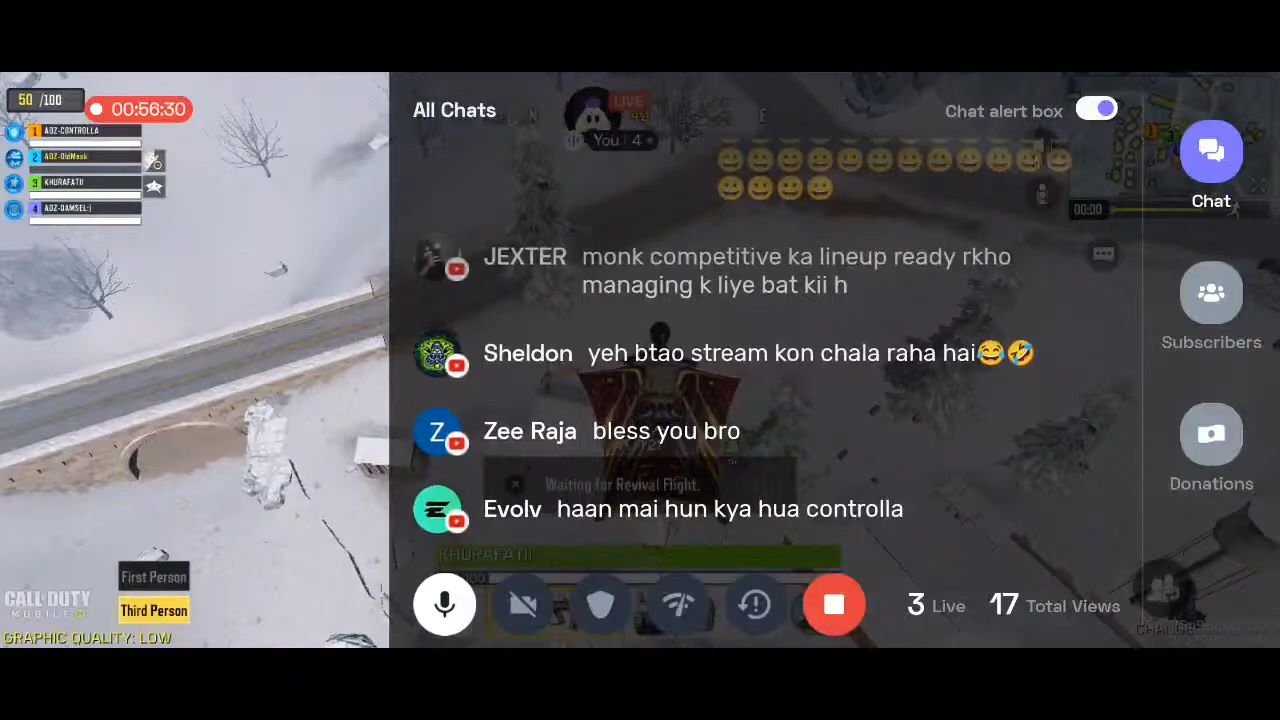 50 /100
00:56:30
1 AOZ-CONTROLLA
2 AOZ-OldMonk
3 KHURAFATII
4 AOZ-DAMSEL:)
All Chats
LIVE
You 4
N
E
Chat alert box
00:00
Chat
😀😀😀😀😀😀😀😀😀😀😀😀
😀😀😀😀
JEXTER monk competitive ka lineup ready rkho
managing k liye bat kii h
Sheldon yeh btao stream kon chala raha hai😂🤣
Subscribers
Z
Zee Raja bless you bro
Waiting for Revival Flight.
Donations
Evolv haan mai hun kya hua controlla
KHURAFATII
First Person
Third Person
CALL OF DUTY
MOBILE
GRAPHIC QUALITY: LOW
3 Live 17 Total Views